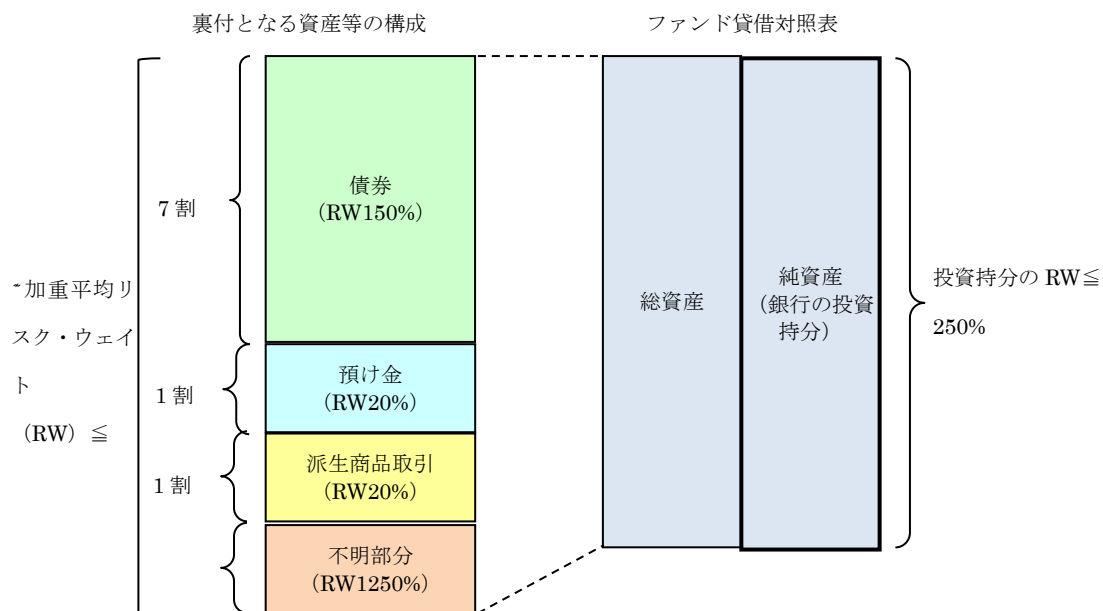 裏付となる資産等の構成
ファンド貸借対照表
債券
（RW150%）
7 割
預け金
（RW20%）
1 割
派生商品取引
（RW20%）
1 割
不明部分
（RW1250%）
*加重平均リ
スク・ウェイ
ト
（RW）≦
総資産
純資産
（銀行の投資
持分）
投資持分の RW≦
250%